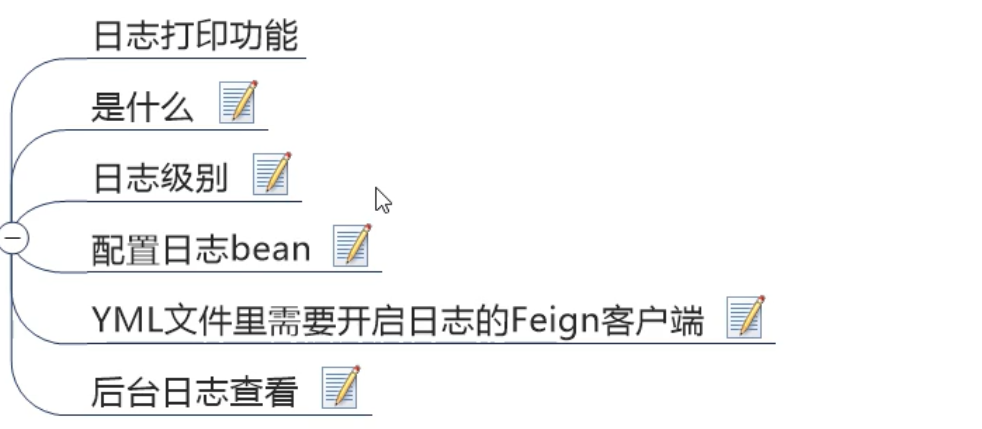 日志打印功能
是什么
日志级别
配置日志bean
YML文件里需要开启日志的Feign客户端
后台日志查看